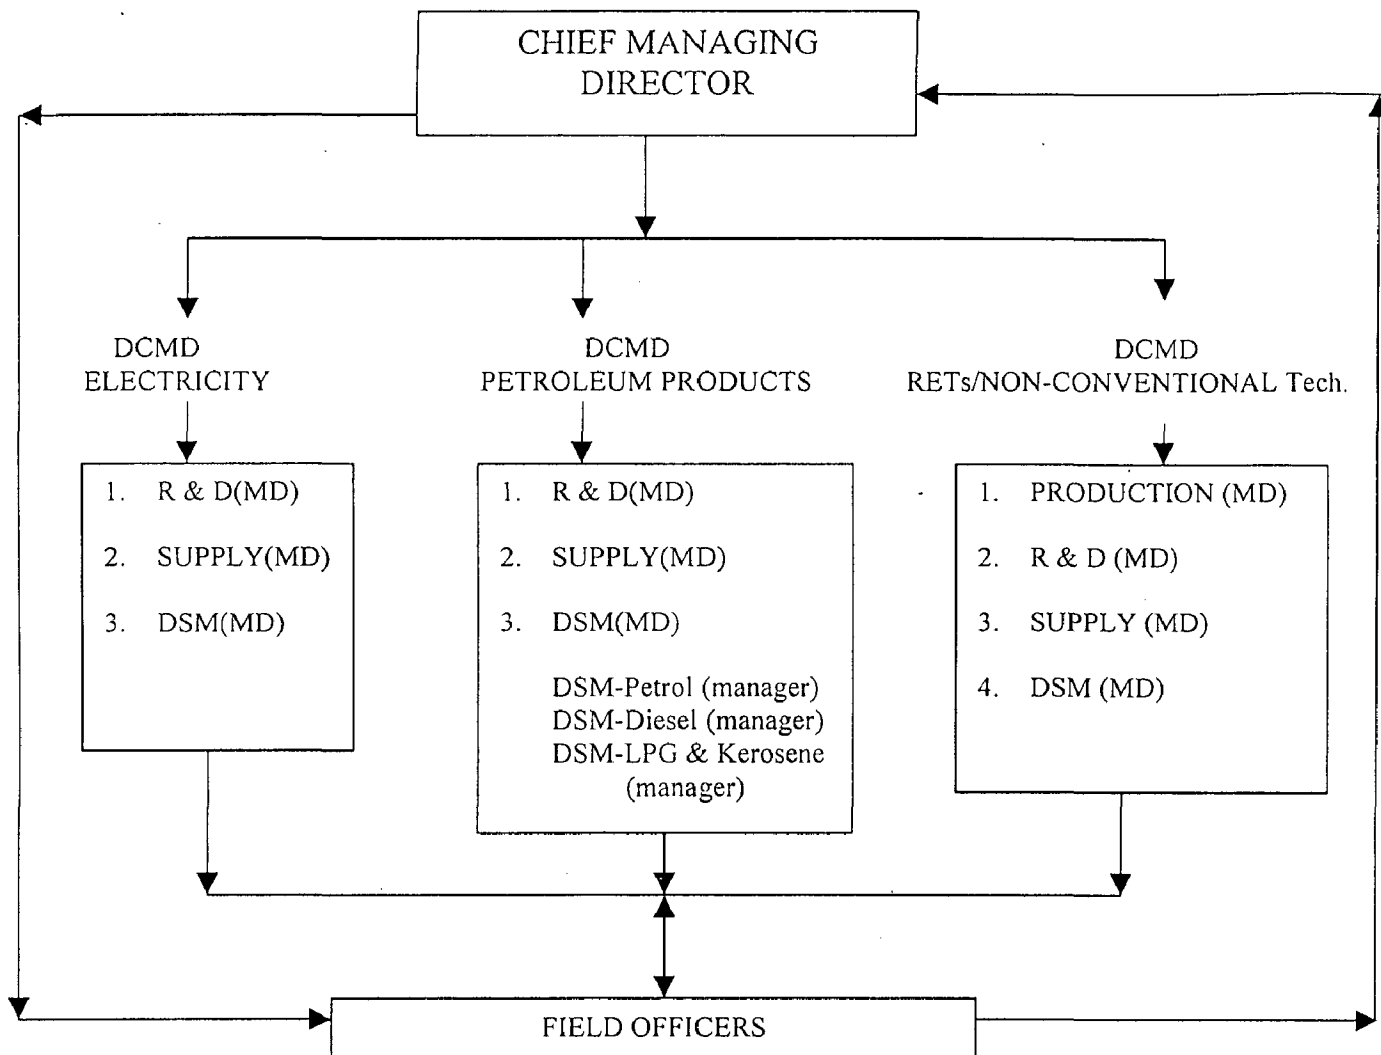 CHIEF MANAGING
DIRECTOR
DCMD
ELECTRICITY
DCMD
PETROLEUM PRODUCTS
DCMD
RETs/NON-CONVENTIONAL Tech.
1. R & D(MD)
2. SUPPLY(MD)
3. DSM(MD)
1. R & D(MD)
2. SUPPLY(MD)
3. DSM(MD)
DSM-Petrol (manager)
DSM-Diesel (manager)
DSM-LPG & Kerosene
(manager)
1. PRODUCTION (MD)
2. R & D (MD)
3. SUPPLY (MD)
4. DSM (MD)
FIELD OFFICERS